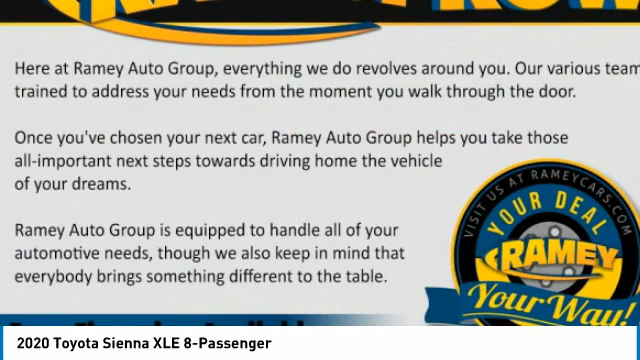 Here at Ramey Auto Group, everything we do revolves around you. Our various team
trained to address your needs from the moment you walk through the door.
Once you've chosen your next car, Ramey Auto Group helps you take those
all-important next steps towards driving home the vehicle
of your dreams.
Ramey Auto Group is equipped to handle all of your
automotive needs, though we also keep in mind that
everybody brings something different to the table.
VISIT US AT RAMEYCARS.COM
YOUR DEAL
RAMEY
Your Way!
2020 Toyota Sienna XLE 8-Passenger